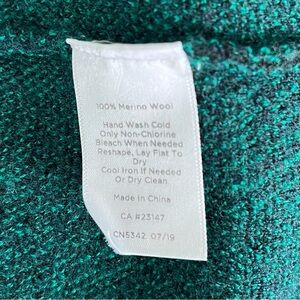 100% Merino Wool
Hand Wash Cold
Only Non-Chlorine
Bleach When Needed
Reshape, Lay Flat To
Dry
Cool Iron If Needed
Or Dry Clean
Made in China
CA #23147
CN5342 07/19